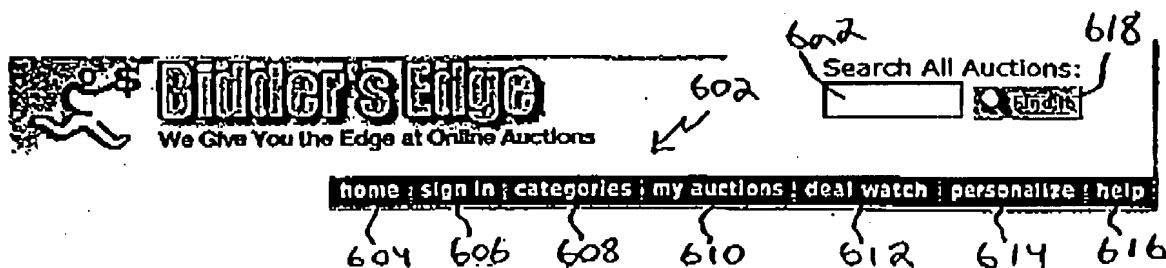 618
Search All Auctions:
Bidder's Edge
602
Find It
We Give You the Edge at Online Auctions
home sign in categories my auctions deal watch personalize help
604 606 608 610 612 614 616